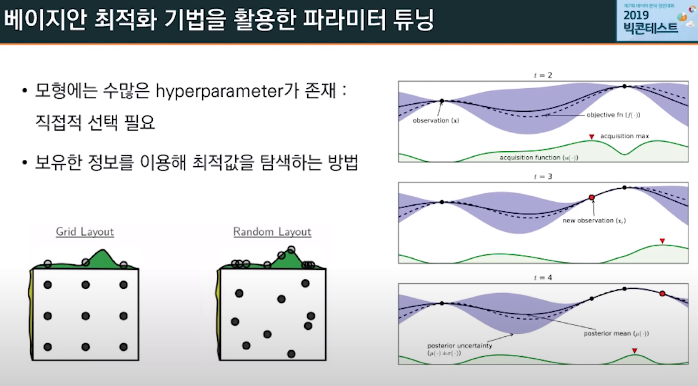 베이지안 최적화 기법을 활용한 파라미터 튜닝
2019
빅콘테스트
• 모형에는 수많은 hyperparameter가 존재 :
직접적 선택 필요
• 보유한 정보를 이용해 최적값을 탐색하는 방법
Grid Layout
Random Layout
t = 2
observation (x)
objective fn (f(·))
acquisition max
acquisition function (u(·))
t = 3
new observation (xₜ)
t = 4
posterior mean (μ(·))
posterior uncertainty
(μ(·)±σ(·))